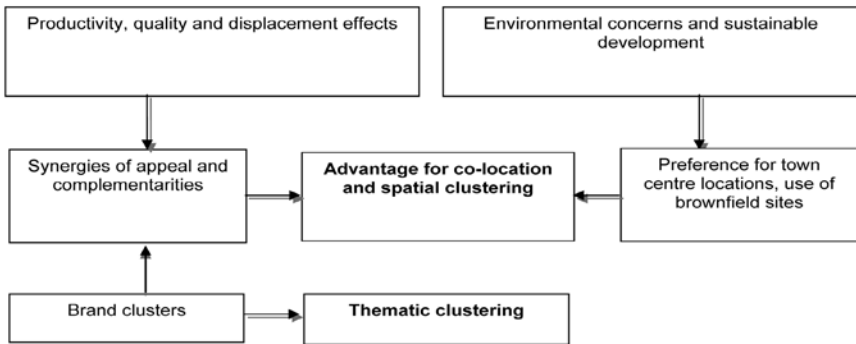 Productivity, quality and displacement effects
Environmental concerns and sustainable
development
Synergies of appeal and
complementarities
Advantage for co-location
and spatial clustering
Preference for town
centre locations, use of
brownfield sites
Brand clusters
Thematic clustering